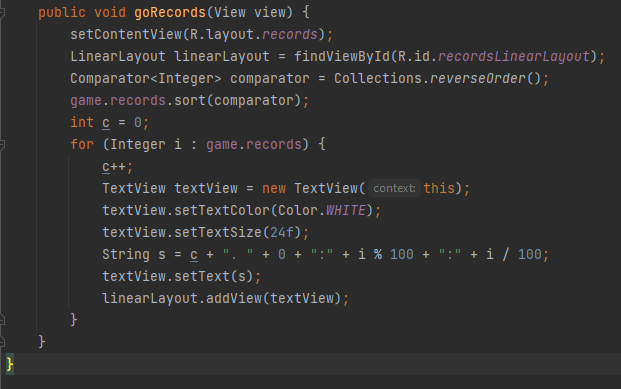 public void goRecords(View view) {
    setContentView(R.layout.records);
    LinearLayout linearLayout = findViewById(R.id.recordsLinearLayout);
    Comparator<Integer> comparator = Collections.reverseOrder();
    game.records.sort(comparator);
    int c = 0;
    for (Integer i : game.records) {
        c++;
        TextView textView = new TextView( context: this);
        textView.setTextColor(Color.WHITE);
        textView.setTextSize(24f);
        String s = c + ". " + 0 + ":" + i % 100 + ":" + i / 100;
        textView.setText(s);
        linearLayout.addView(textView);
    }
}
}